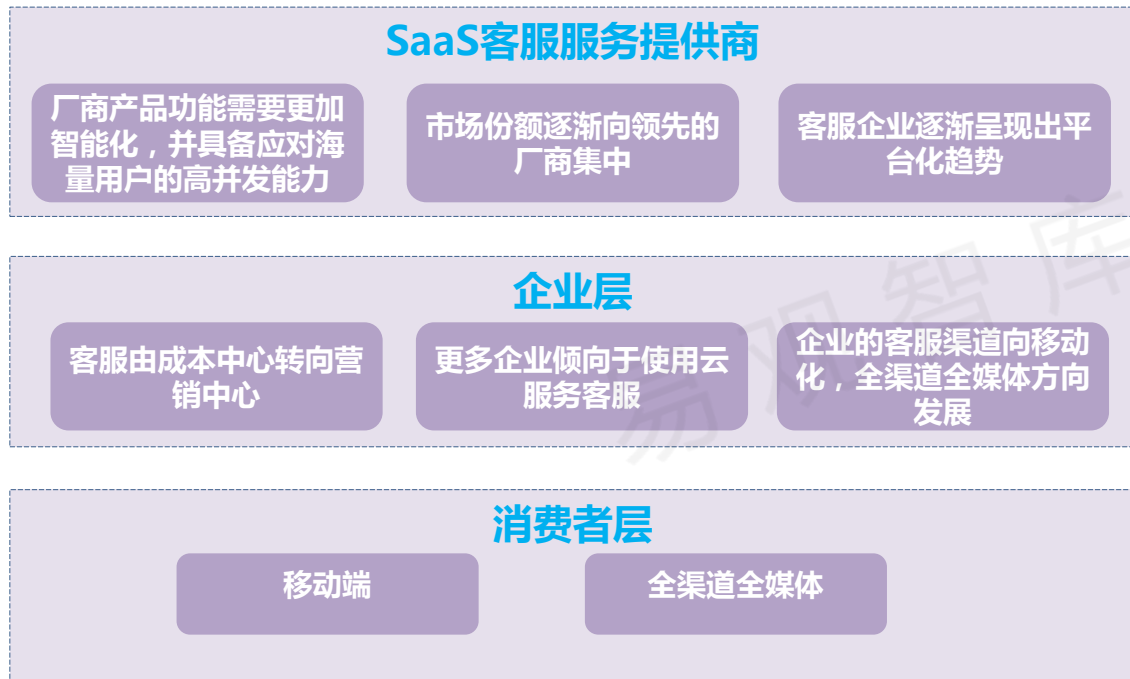 SaaS客服服务提供商
厂商产品功能需要更加
智能化，并具备应对海
量用户的高并发能力
市场份额逐渐向领先的
厂商集中
客服企业逐渐呈现出平
台化趋势
企业层
客服由成本中心转向营
销中心
更多企业倾向于使用云
服务客服
企业的客服渠道向移动
化，全渠道全媒体方向
发展
消费者层
移动端
全渠道全媒体
易观智库